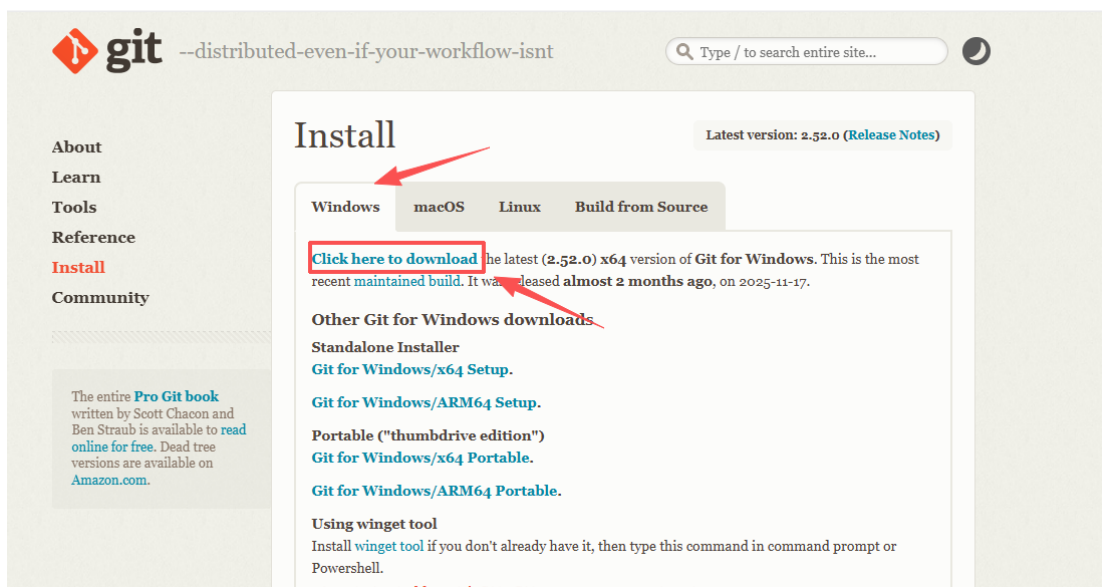 git --distributed-even-if-your-workflow-isnt
Type / to search entire site...
About
Learn
Tools
Reference
Install
Community
The entire Pro Git book
written by Scott Chacon and
Ben Straub is available to read
online for free. Dead tree
versions are available on
Amazon.com.
Install
Latest version: 2.52.0 (Release Notes)
Windows macOS Linux Build from Source
Click here to download the latest (2.52.0) x64 version of Git for Windows. This is the most
recent maintained build. It was released almost 2 months ago, on 2025-11-17.
Other Git for Windows downloads
Standalone Installer
Git for Windows/x64 Setup.
Git for Windows/ARM64 Setup.
Portable ("thumbdrive edition")
Git for Windows/x64 Portable.
Git for Windows/ARM64 Portable.
Using winget tool
Install winget tool if you don't already have it, then type this command in command prompt or
Powershell.